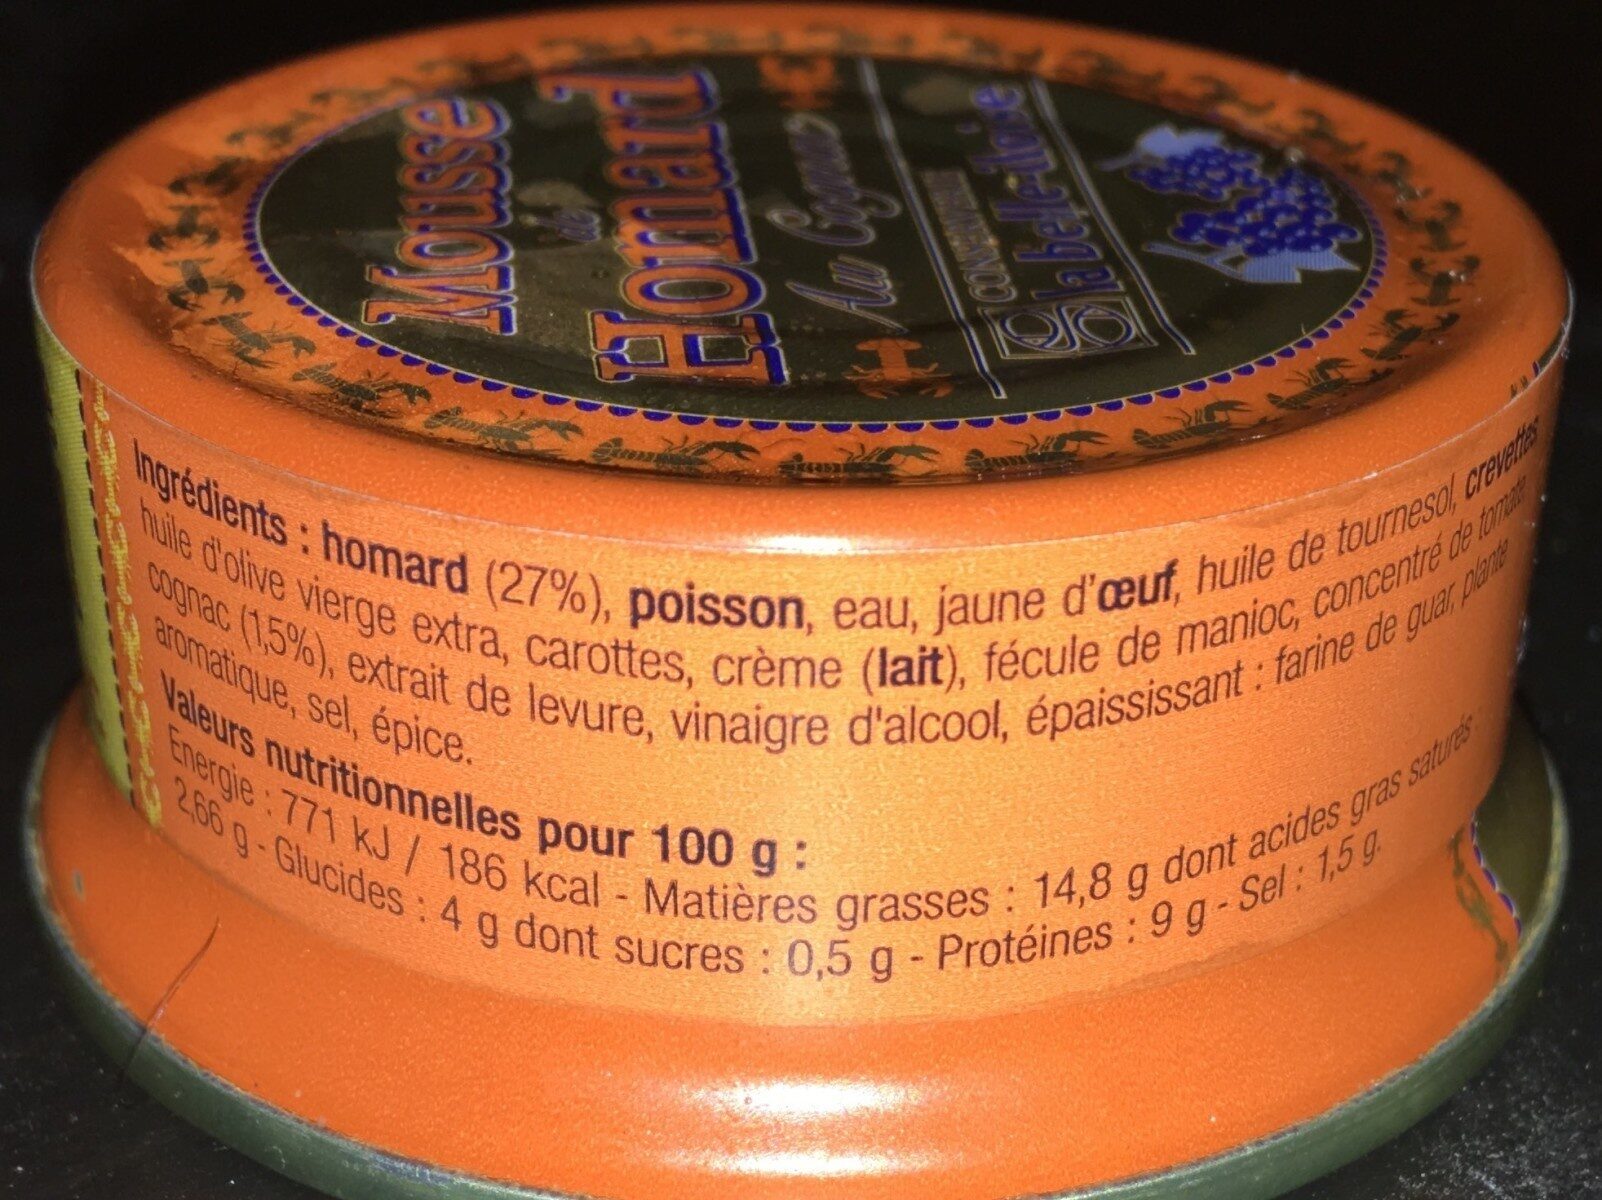 Mousse
de
Homard
Au Cognac
CONSERVERIE
la belle-iloise
Ingrédients : homard (27%), poisson, eau, jaune d'œuf, huile de tournesol, crevettes
huile d'olive vierge extra, carottes, crème (lait), fécule de manioc, concentré de tomate
cognac (1,5%), extrait de levure, vinaigre d'alcool, épaississant : farine de guar, plante
aromatique, sel, épice.
Valeurs nutritionnelles pour 100 g :
Energie : 771 kJ / 186 kcal - Matières grasses : 14,8 g dont acides gras saturés
2,66 g - Glucides : 4 g dont sucres : 0,5 g - Protéines : 9 g - Sel : 1,5 g.